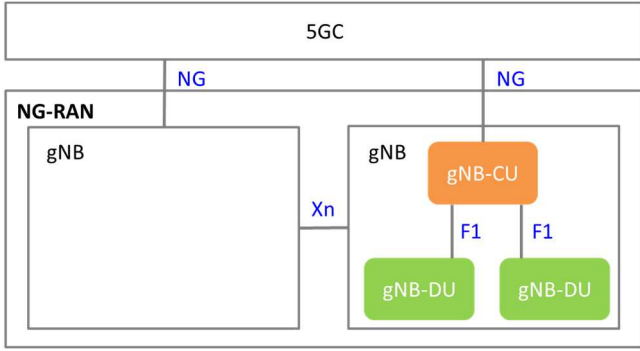 5GC
NG
NG
NG-RAN
gNB
gNB
gNB-CU
Xn
F1
F1
gNB-DU
gNB-DU